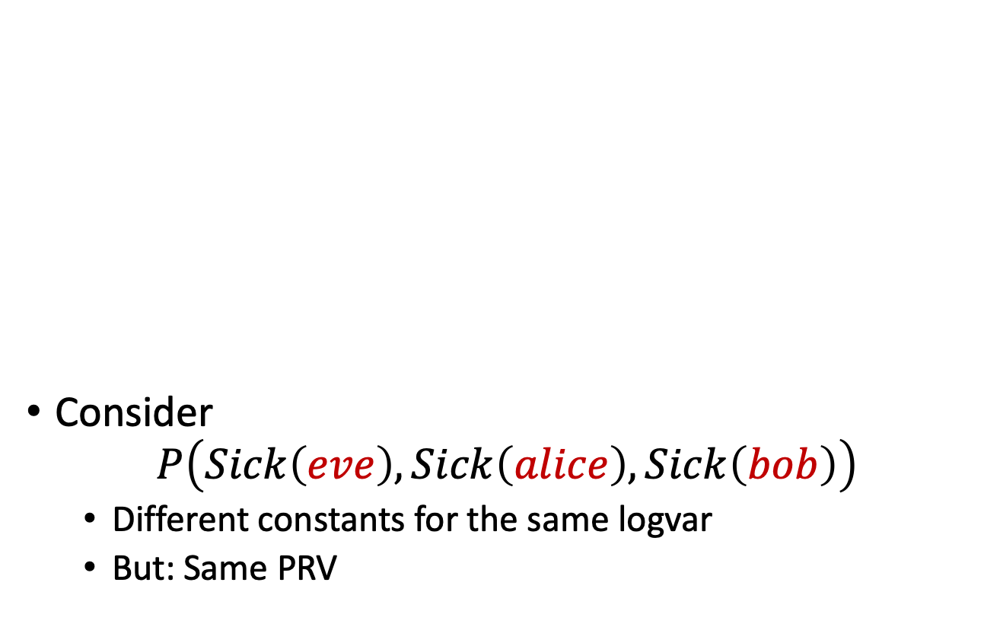 • Consider
P(Sick(eve), Sick(alice), Sick(bob))
• Different constants for the same logvar
• But: Same PRV